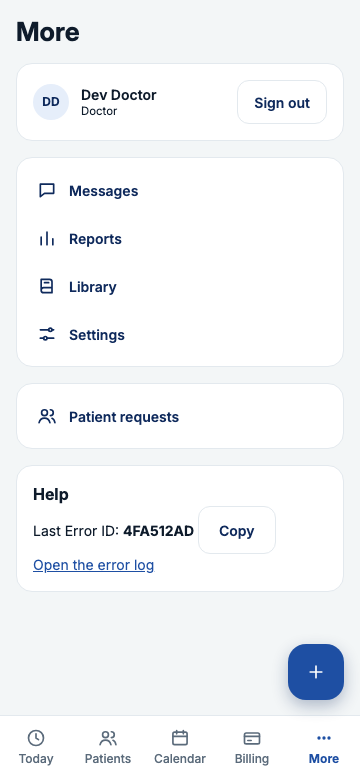 More
DD
Dev Doctor
Doctor
Sign out
Messages
Reports
Library
Settings
Patient requests
Help
Last Error ID: 4FA512AD Copy
Open the error log
Today Patients Calendar Billing More